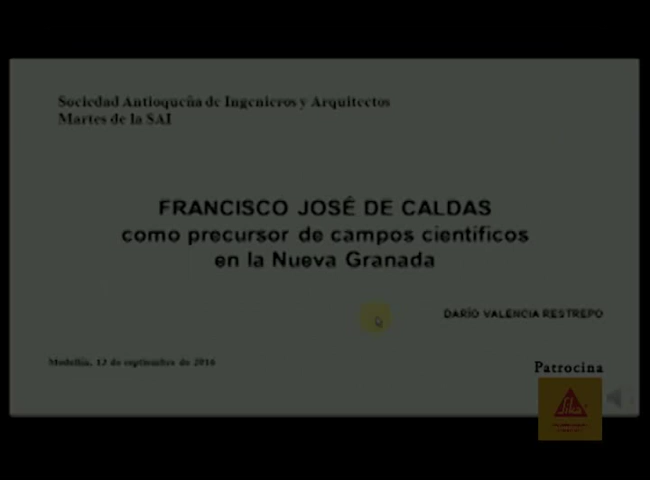 Sociedad Antioqueña de Ingenieros y Arquitectos
Martes de la SAI
FRANCISCO JOSÉ DE CALDAS
como precursor de campos científicos
en la Nueva Granada
DARÍO VALENCIA RESTREPO
Medellín, 13 de septiembre de 2016
Patrocina
Sika